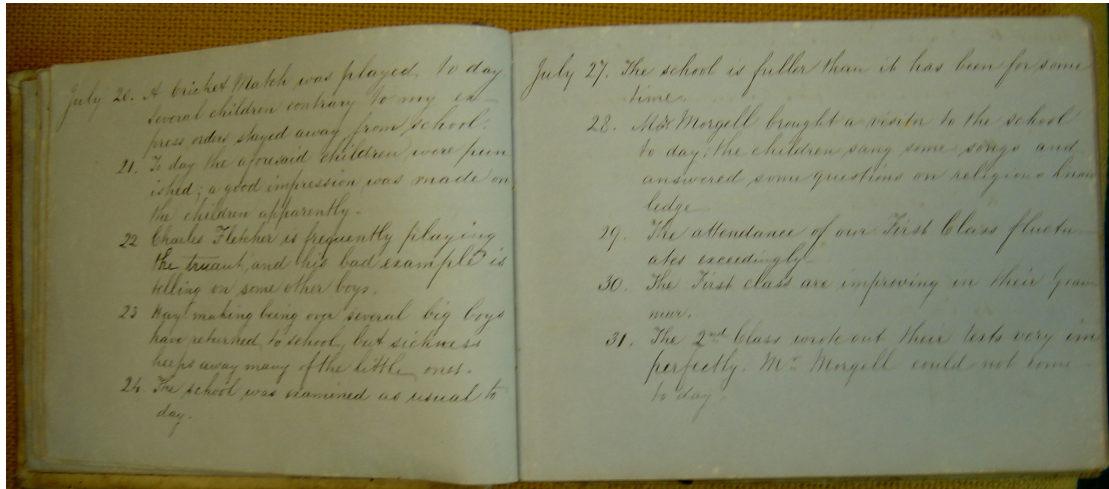 July 20. A Cricket Match was played, to day
several children contrary to my ex-
press orders stayed away from school.
21. To day the aforesaid children were pun
ished; a good impression was made on
the children apparently.
22 Charles Fletcher is frequently playing
the truant, and his bad example is
telling on some other boys.
23 Hay-making being over several big boys
have returned to school, but sickness
keeps away many of the little ones.
24. The school was examined as usual to
day.
July 27. The school is fuller than it has been for some
time.
28. Mr Morgell brought a visitor to the school
to day; the children sang some songs and
answered some questions on religious know
ledge
29. The attendance of our First Class fluctu
ates exceedingly.
30. The First class are improving in their Gram
mar.
31. The 2nd Class wrote out their texts very im
perfectly. Mr Morgell could not come
to day.